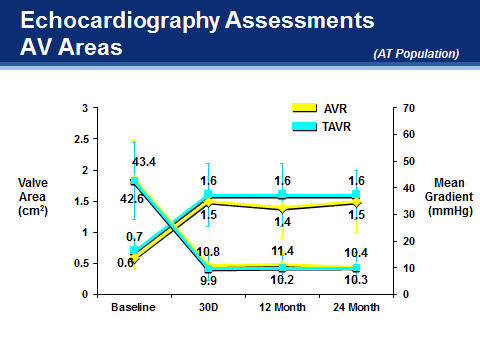 Echocardiography Assessments
AV Areas
(AT Population)
AVR
TAVR
Valve
Area
(cm2)
3
2.5
2
1.5
1
0.5
0
70
60
50
40
30
20
10
0
Mean
Gradient
(mmHg)
43.4
42.6
0.7
0.6
1.6
1.6
1.6
1.5
1.4
1.5
10.8
11.4
10.4
9.9
10.2
10.3
Baseline
30D
12 Month
24 Month